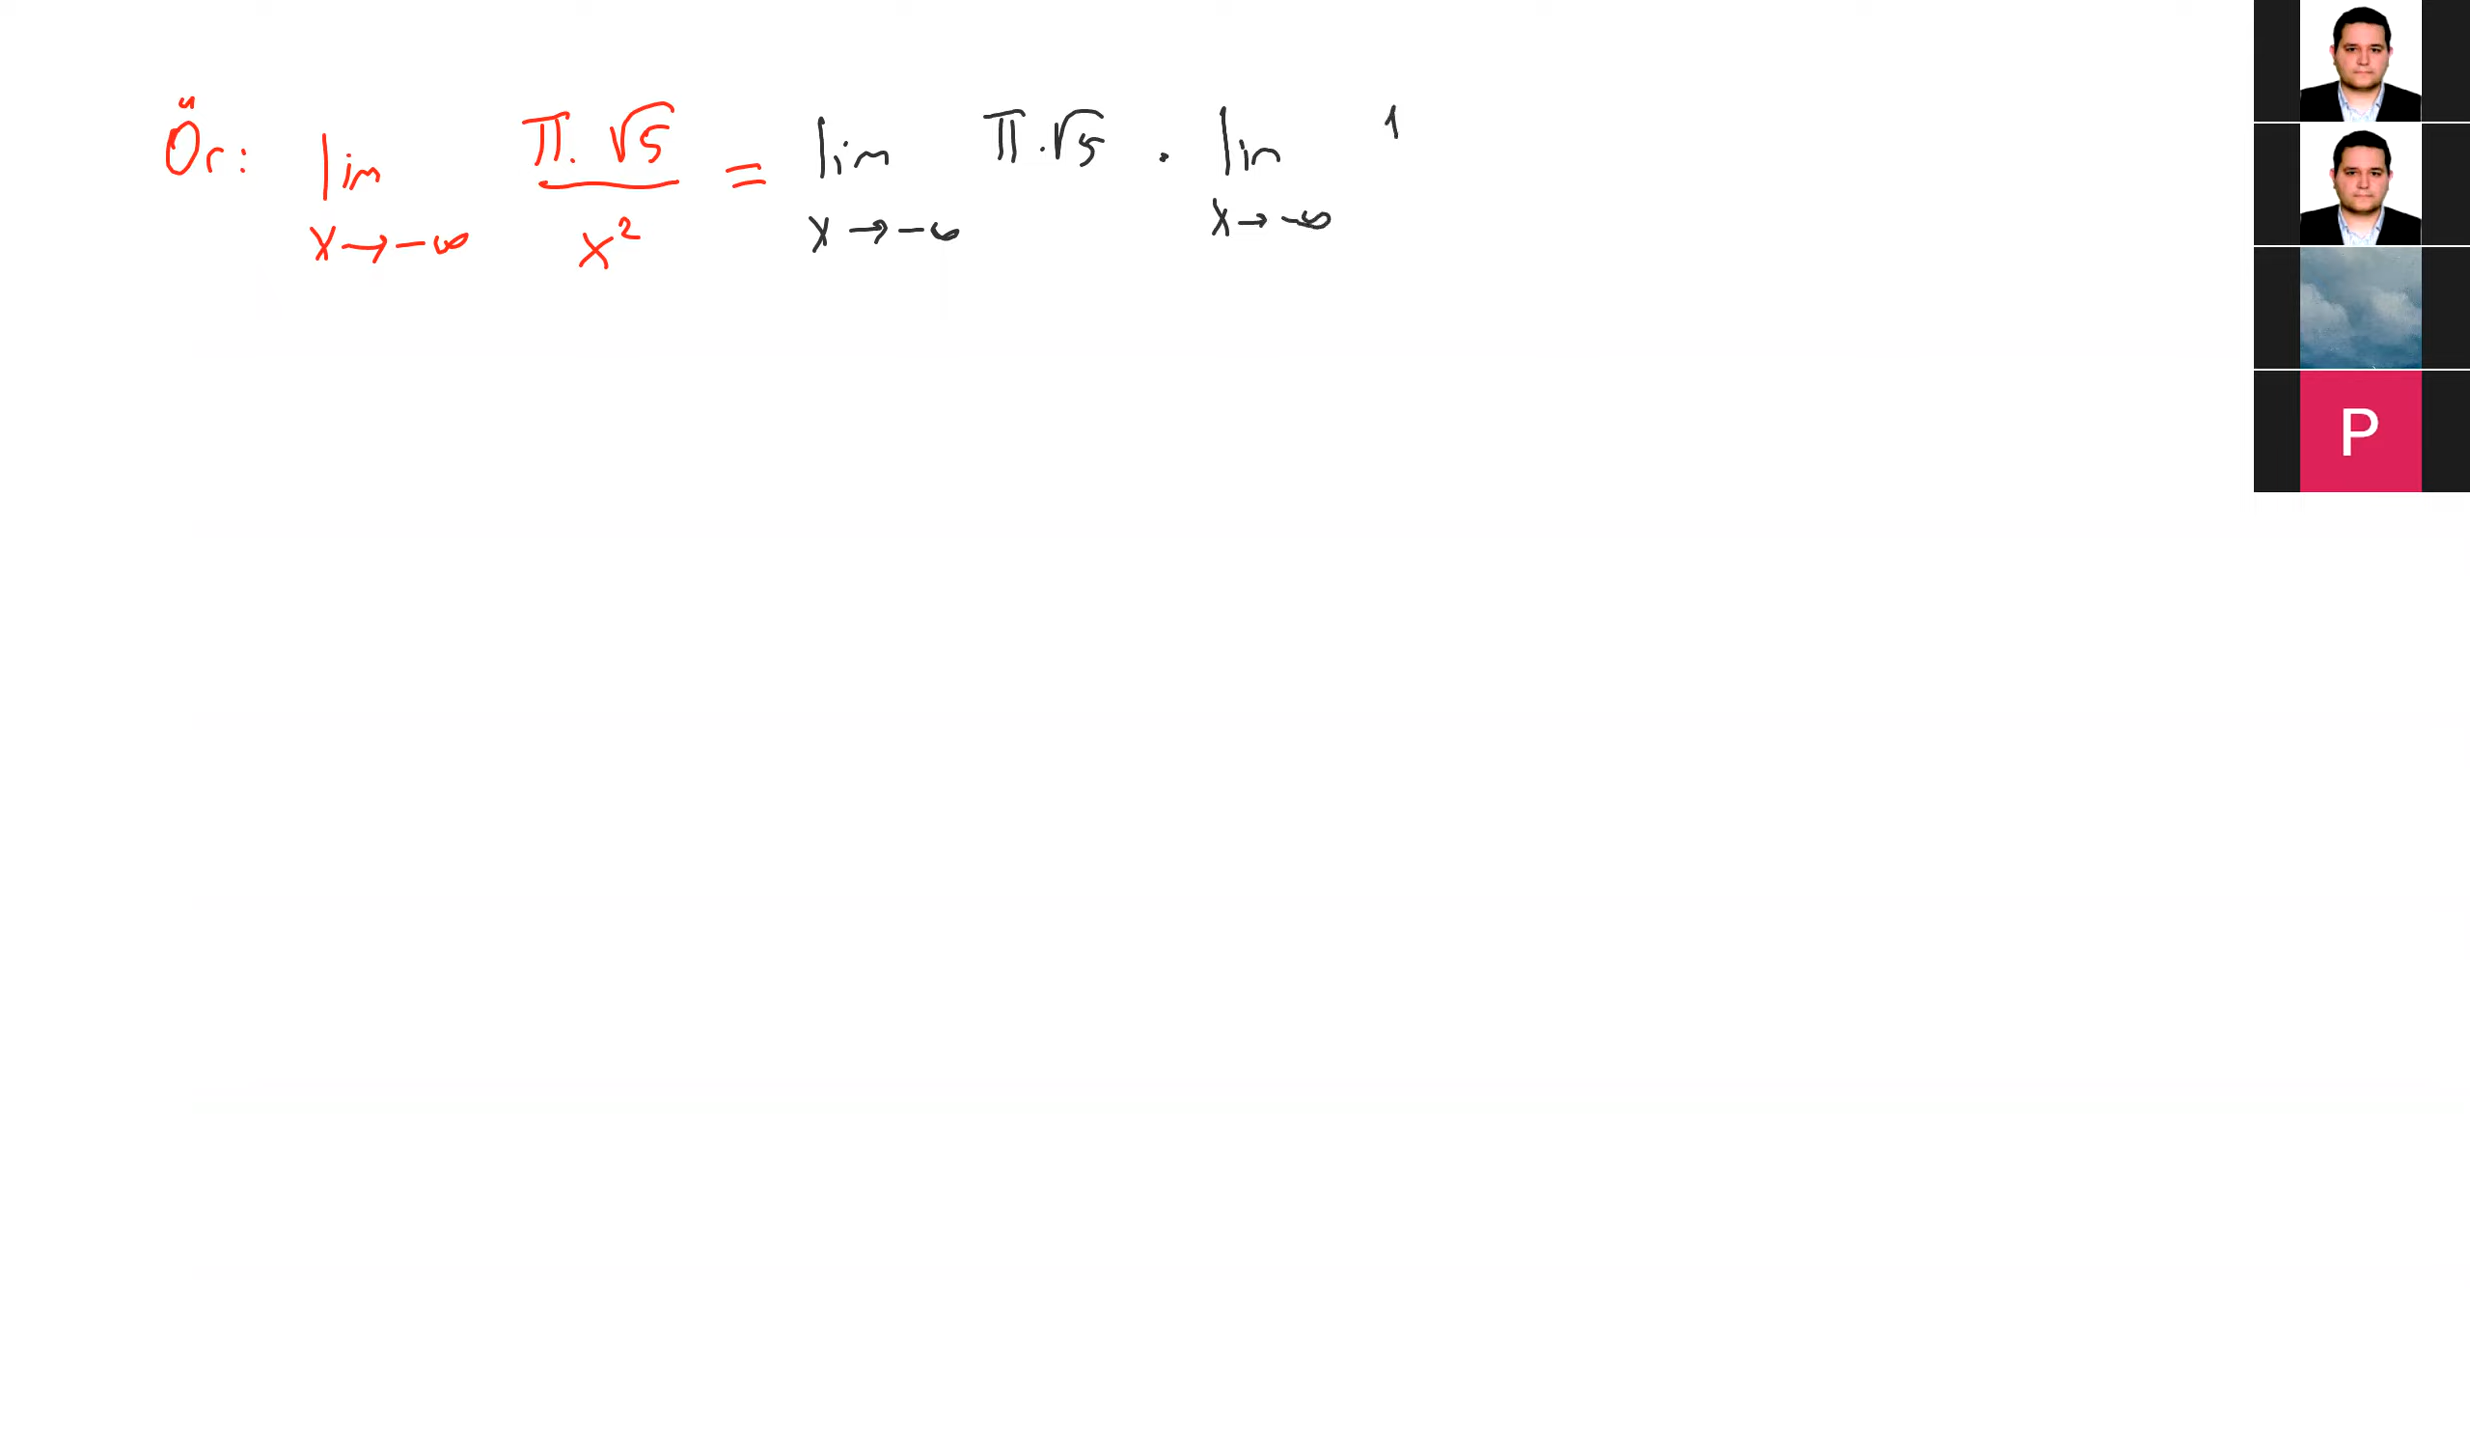 Ör: lim x→-∞ π.√5 / x² = lim x→-∞ π.√5 . lim x→-∞ 1
P